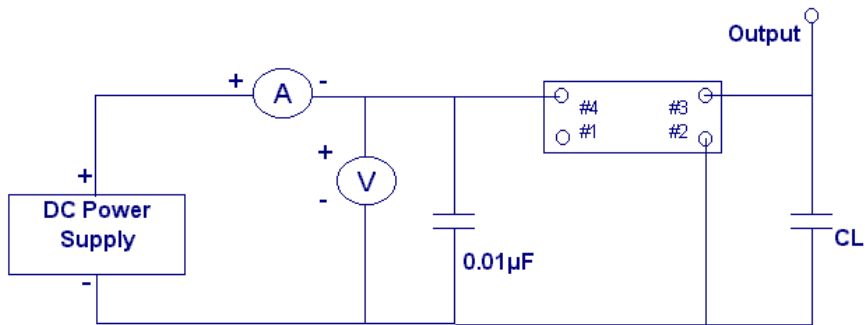 Output
+ A -
#4 #3
#1 #2
+
V
-
+
DC Power
Supply
-
0.01µF
CL